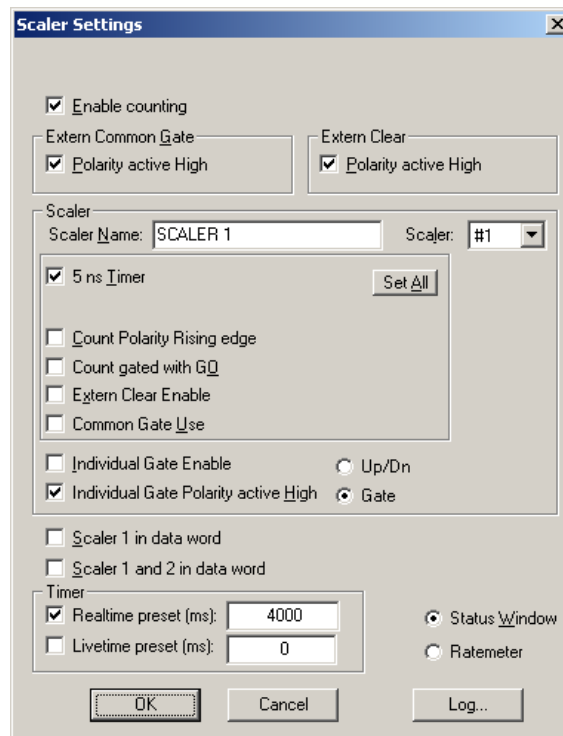 Scaler Settings
Enable counting
Extern Common Gate
Polarity active High
Extern Clear
Polarity active High
Scaler
Scaler Name: SCALER 1 Scaler: #1
5 ns Timer Set All
Count Polarity Rising edge
Count gated with GO
Extern Clear Enable
Common Gate Use
Individual Gate Enable Up/Dn
Individual Gate Polarity active High Gate
Scaler 1 in data word
Scaler 1 and 2 in data word
Timer
Realtime preset (ms): 4000 Status Window
Livetime preset (ms): 0 Ratemeter
OK Cancel Log...